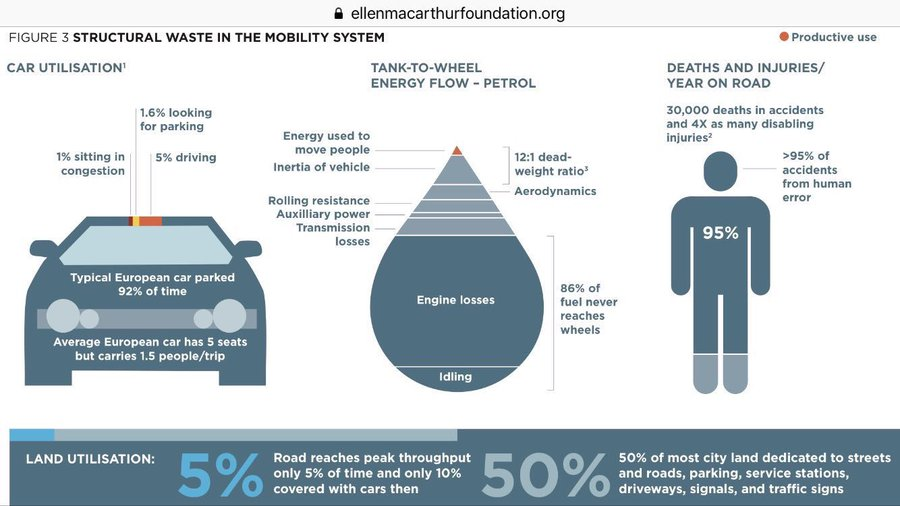 ellenmacarthurfoundation.org
FIGURE 3 STRUCTURAL WASTE IN THE MOBILITY SYSTEM
Productive use
CAR UTILISATION¹
1.6% looking
for parking
1% sitting in
congestion
5% driving
Typical European car parked
92% of time
Average European car has 5 seats
but carries 1.5 people/trip
TANK-TO-WHEEL
ENERGY FLOW – PETROL
Energy used to
move people
Inertia of vehicle
12:1 dead-
weight ratio³
Aerodynamics
Rolling resistance
Auxilliary power
Transmission
losses
Engine losses
86% of
fuel never
reaches
wheels
Idling
DEATHS AND INJURIES/
YEAR ON ROAD
30,000 deaths in accidents
and 4X as many disabling
injuries²
>95% of
accidents
from human
error
95%
LAND UTILISATION:
5%
Road reaches peak throughput
only 5% of time and only 10%
covered with cars then
50%
50% of most city land dedicated to streets
and roads, parking, service stations,
driveways, signals, and traffic signs